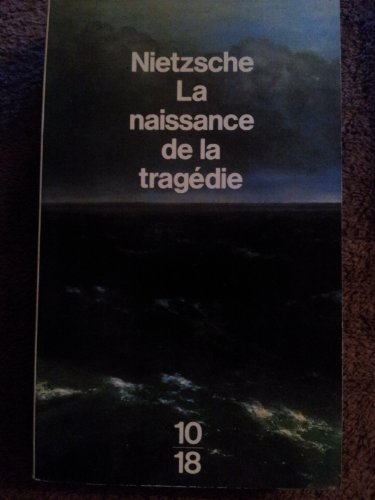 Nietzsche
La
naissance
de la
tragédie
10
18